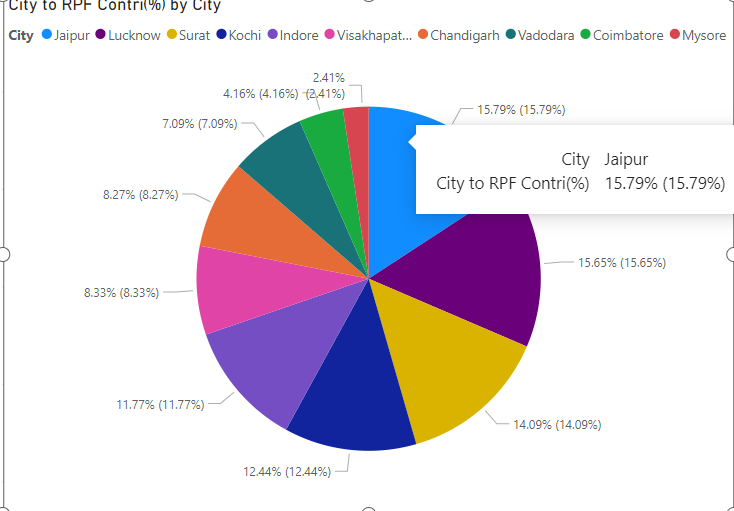 City to RPF Contri(%) by City
City Jaipur Lucknow Surat Kochi Indore Visakhapat... Chandigarh Vadodara Coimbatore Mysore
2.41%
4.16% (4.16%) (2.41%)
15.79% (15.79%)
7.09% (7.09%)
City Jaipur
City to RPF Contri(%) 15.79% (15.79%)
8.27% (8.27%)
15.65% (15.65%)
8.33% (8.33%)
11.77% (11.77%)
14.09% (14.09%)
12.44% (12.44%)